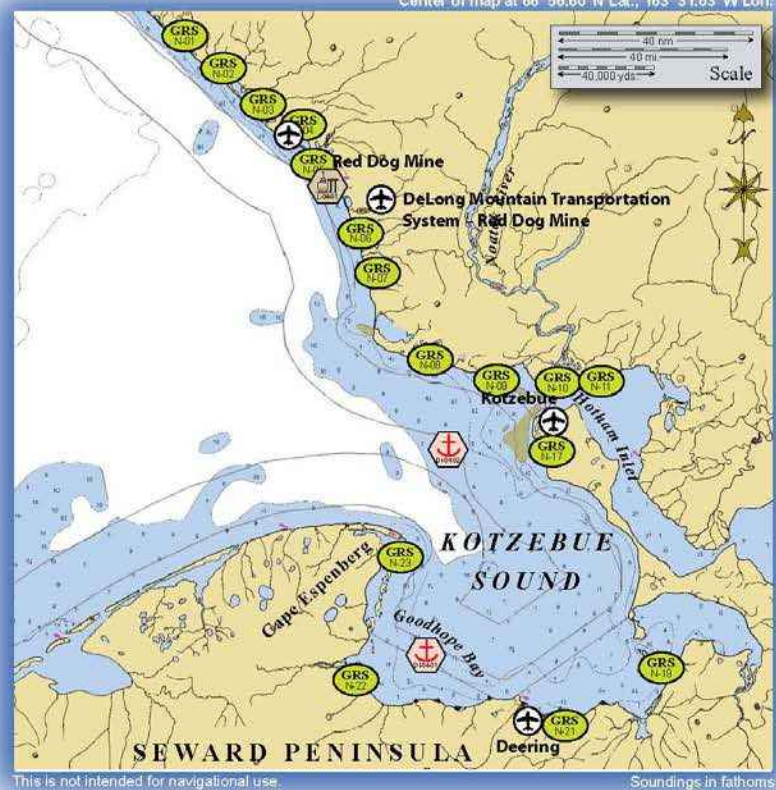 Center of map at 66° 56.60' N Lat., 163° 31.63' W Lon.
GRS
N-01
GRS
N-02
GRS
N-03
GRS
GRS
40 nm
40 mi.
40,000 yds.
Scale
N
Red Dog Mine
DeLong Mountain Transportation
System - Red Dog Mine
Noatak River
GRS
N-06
GRS
N-07
GRS
N-08
GRS
N-09
GRS
N-10
GRS
N-11
Kotzebue
Hotham Inlet
GRS
N-17
KOTZEBUE
SOUND
GRS
N-23
Cape Espenberg
Goodhope Bay
GRS
N-22
GRS
N-19
GRS
N-21
Deering
SEWARD PENINSULA
This is not intended for navigational use.
Soundings in fathoms